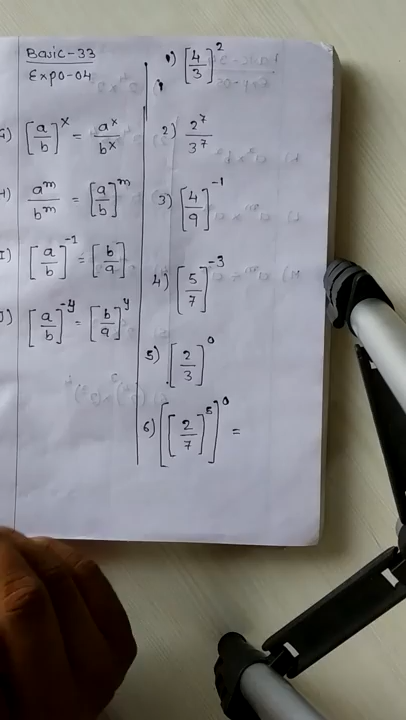 Basic-33
Expo-04
G) [a/b]^x = a^x/b^x
H) a^m/b^m = [a/b]^m
I) [a/b]^-1 = [b/a]
J) [a/b]^-y = [b/a]^y
1) [4/3]^2
2) 2^7/3^7
3) [4/9]^-1
4) [5/7]^-3
5) [2/3]^0
6) [[2/7]^5]^0 =